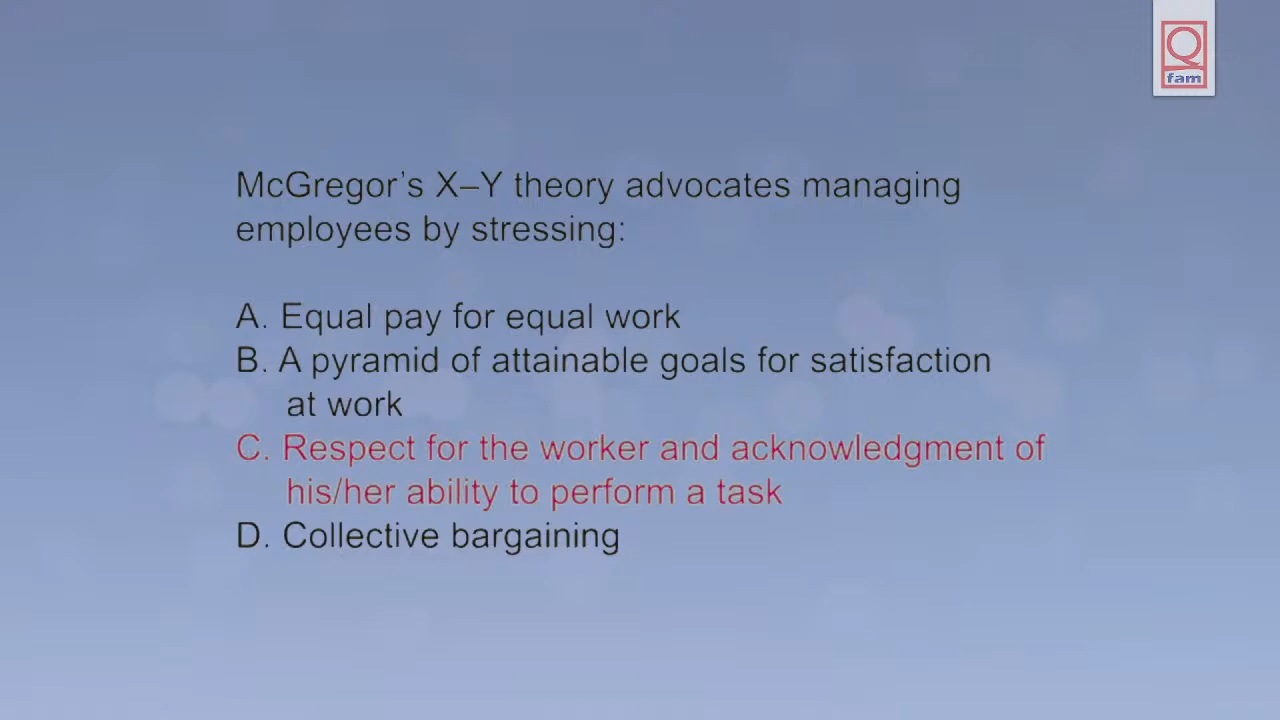 Q
fam
McGregor’s X–Y theory advocates managing
employees by stressing:
A. Equal pay for equal work
B. A pyramid of attainable goals for satisfaction
at work
C. Respect for the worker and acknowledgment of
his/her ability to perform a task
D. Collective bargaining